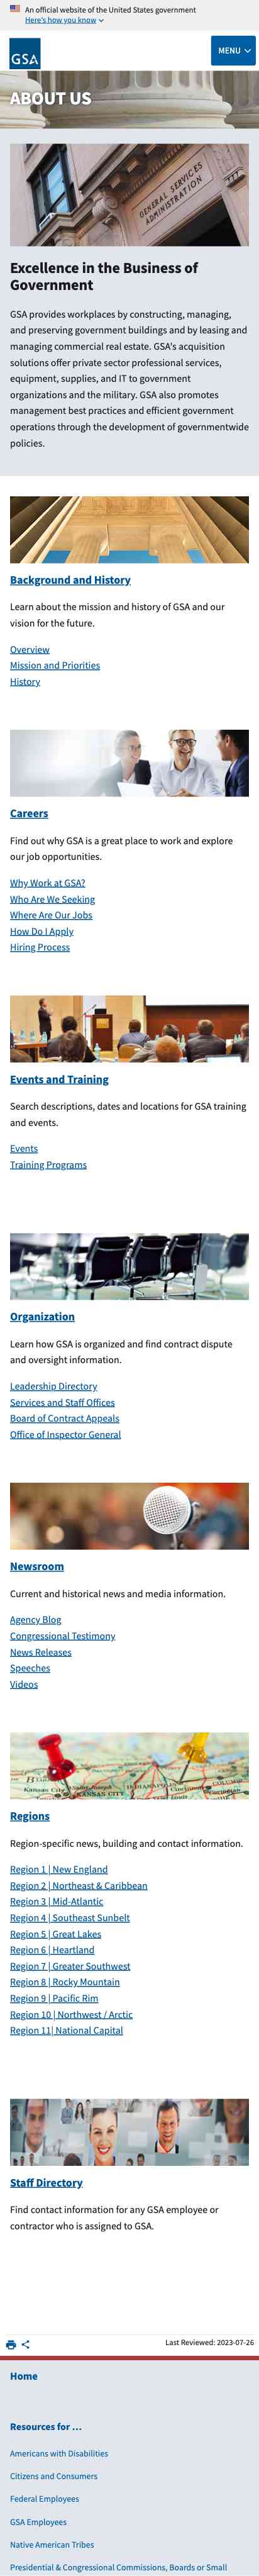 An official website of the United States government
Here's how you know
GSA
MENU
ABOUT US
GENERAL SERVICES
ADMINISTRATION
Excellence in the Business of
Government
GSA provides workplaces by constructing, managing,
and preserving government buildings and by leasing and
managing commercial real estate. GSA's acquisition
solutions offer private sector professional services,
equipment, supplies, and IT to government
organizations and the military. GSA also promotes
management best practices and efficient government
operations through the development of governmentwide
policies.
Background and History
Learn about the mission and history of GSA and our
vision for the future.
Overview
Mission and Priorities
History
Careers
Find out why GSA is a great place to work and explore
our job opportunities.
Why Work at GSA?
Who Are We Seeking
Where Are Our Jobs
How Do I Apply
Hiring Process
Events and Training
Search descriptions, dates and locations for GSA training
and events.
Events
Training Programs
Organization
Learn how GSA is organized and find contract dispute
and oversight information.
Leadership Directory
Services and Staff Offices
Board of Contract Appeals
Office of Inspector General
Newsroom
Current and historical news and media information.
Agency Blog
Congressional Testimony
News Releases
Speeches
Videos
KANSAS CITY
INDIANAPOLIS
Regions
Region-specific news, building and contact information.
Region 1 | New England
Region 2 | Northeast & Caribbean
Region 3 | Mid-Atlantic
Region 4 | Southeast Sunbelt
Region 5 | Great Lakes
Region 6 | Heartland
Region 7 | Greater Southwest
Region 8 | Rocky Mountain
Region 9 | Pacific Rim
Region 10 | Northwest / Arctic
Region 11| National Capital
Staff Directory
Find contact information for any GSA employee or
contractor who is assigned to GSA.
Last Reviewed: 2023-07-26
Home
Resources for …
Americans with Disabilities
Citizens and Consumers
Federal Employees
GSA Employees
Native American Tribes
Presidential & Congressional Commissions, Boards or Small